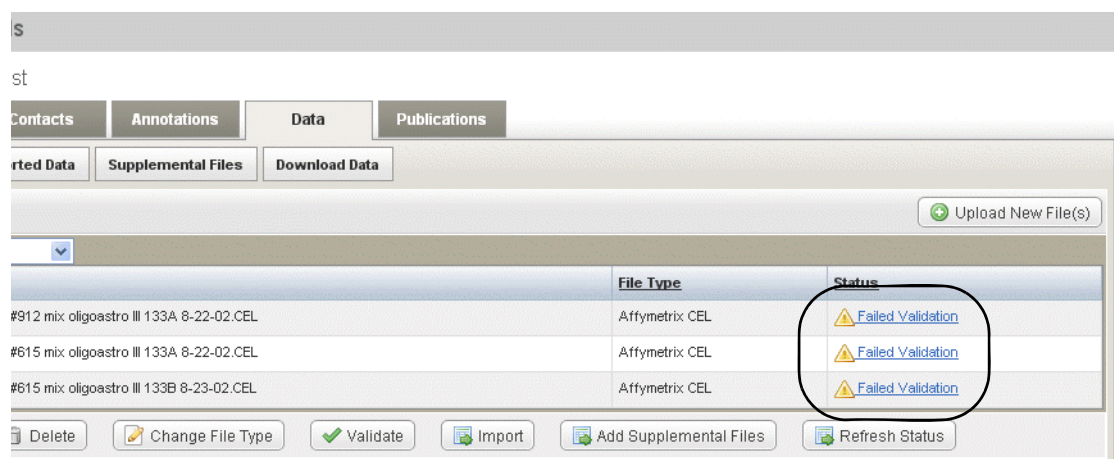 ls
st
Contacts Annotations Data Publications
rted Data Supplemental Files Download Data
Upload New File(s)
File Type Status
#912 mix oligoastro III 133A 8-22-02.CEL Affymetrix CEL Failed Validation
#615 mix oligoastro III 133A 8-22-02.CEL Affymetrix CEL Failed Validation
#615 mix oligoastro III 133B 8-23-02.CEL Affymetrix CEL Failed Validation
Delete Change File Type Validate Import Add Supplemental Files Refresh Status